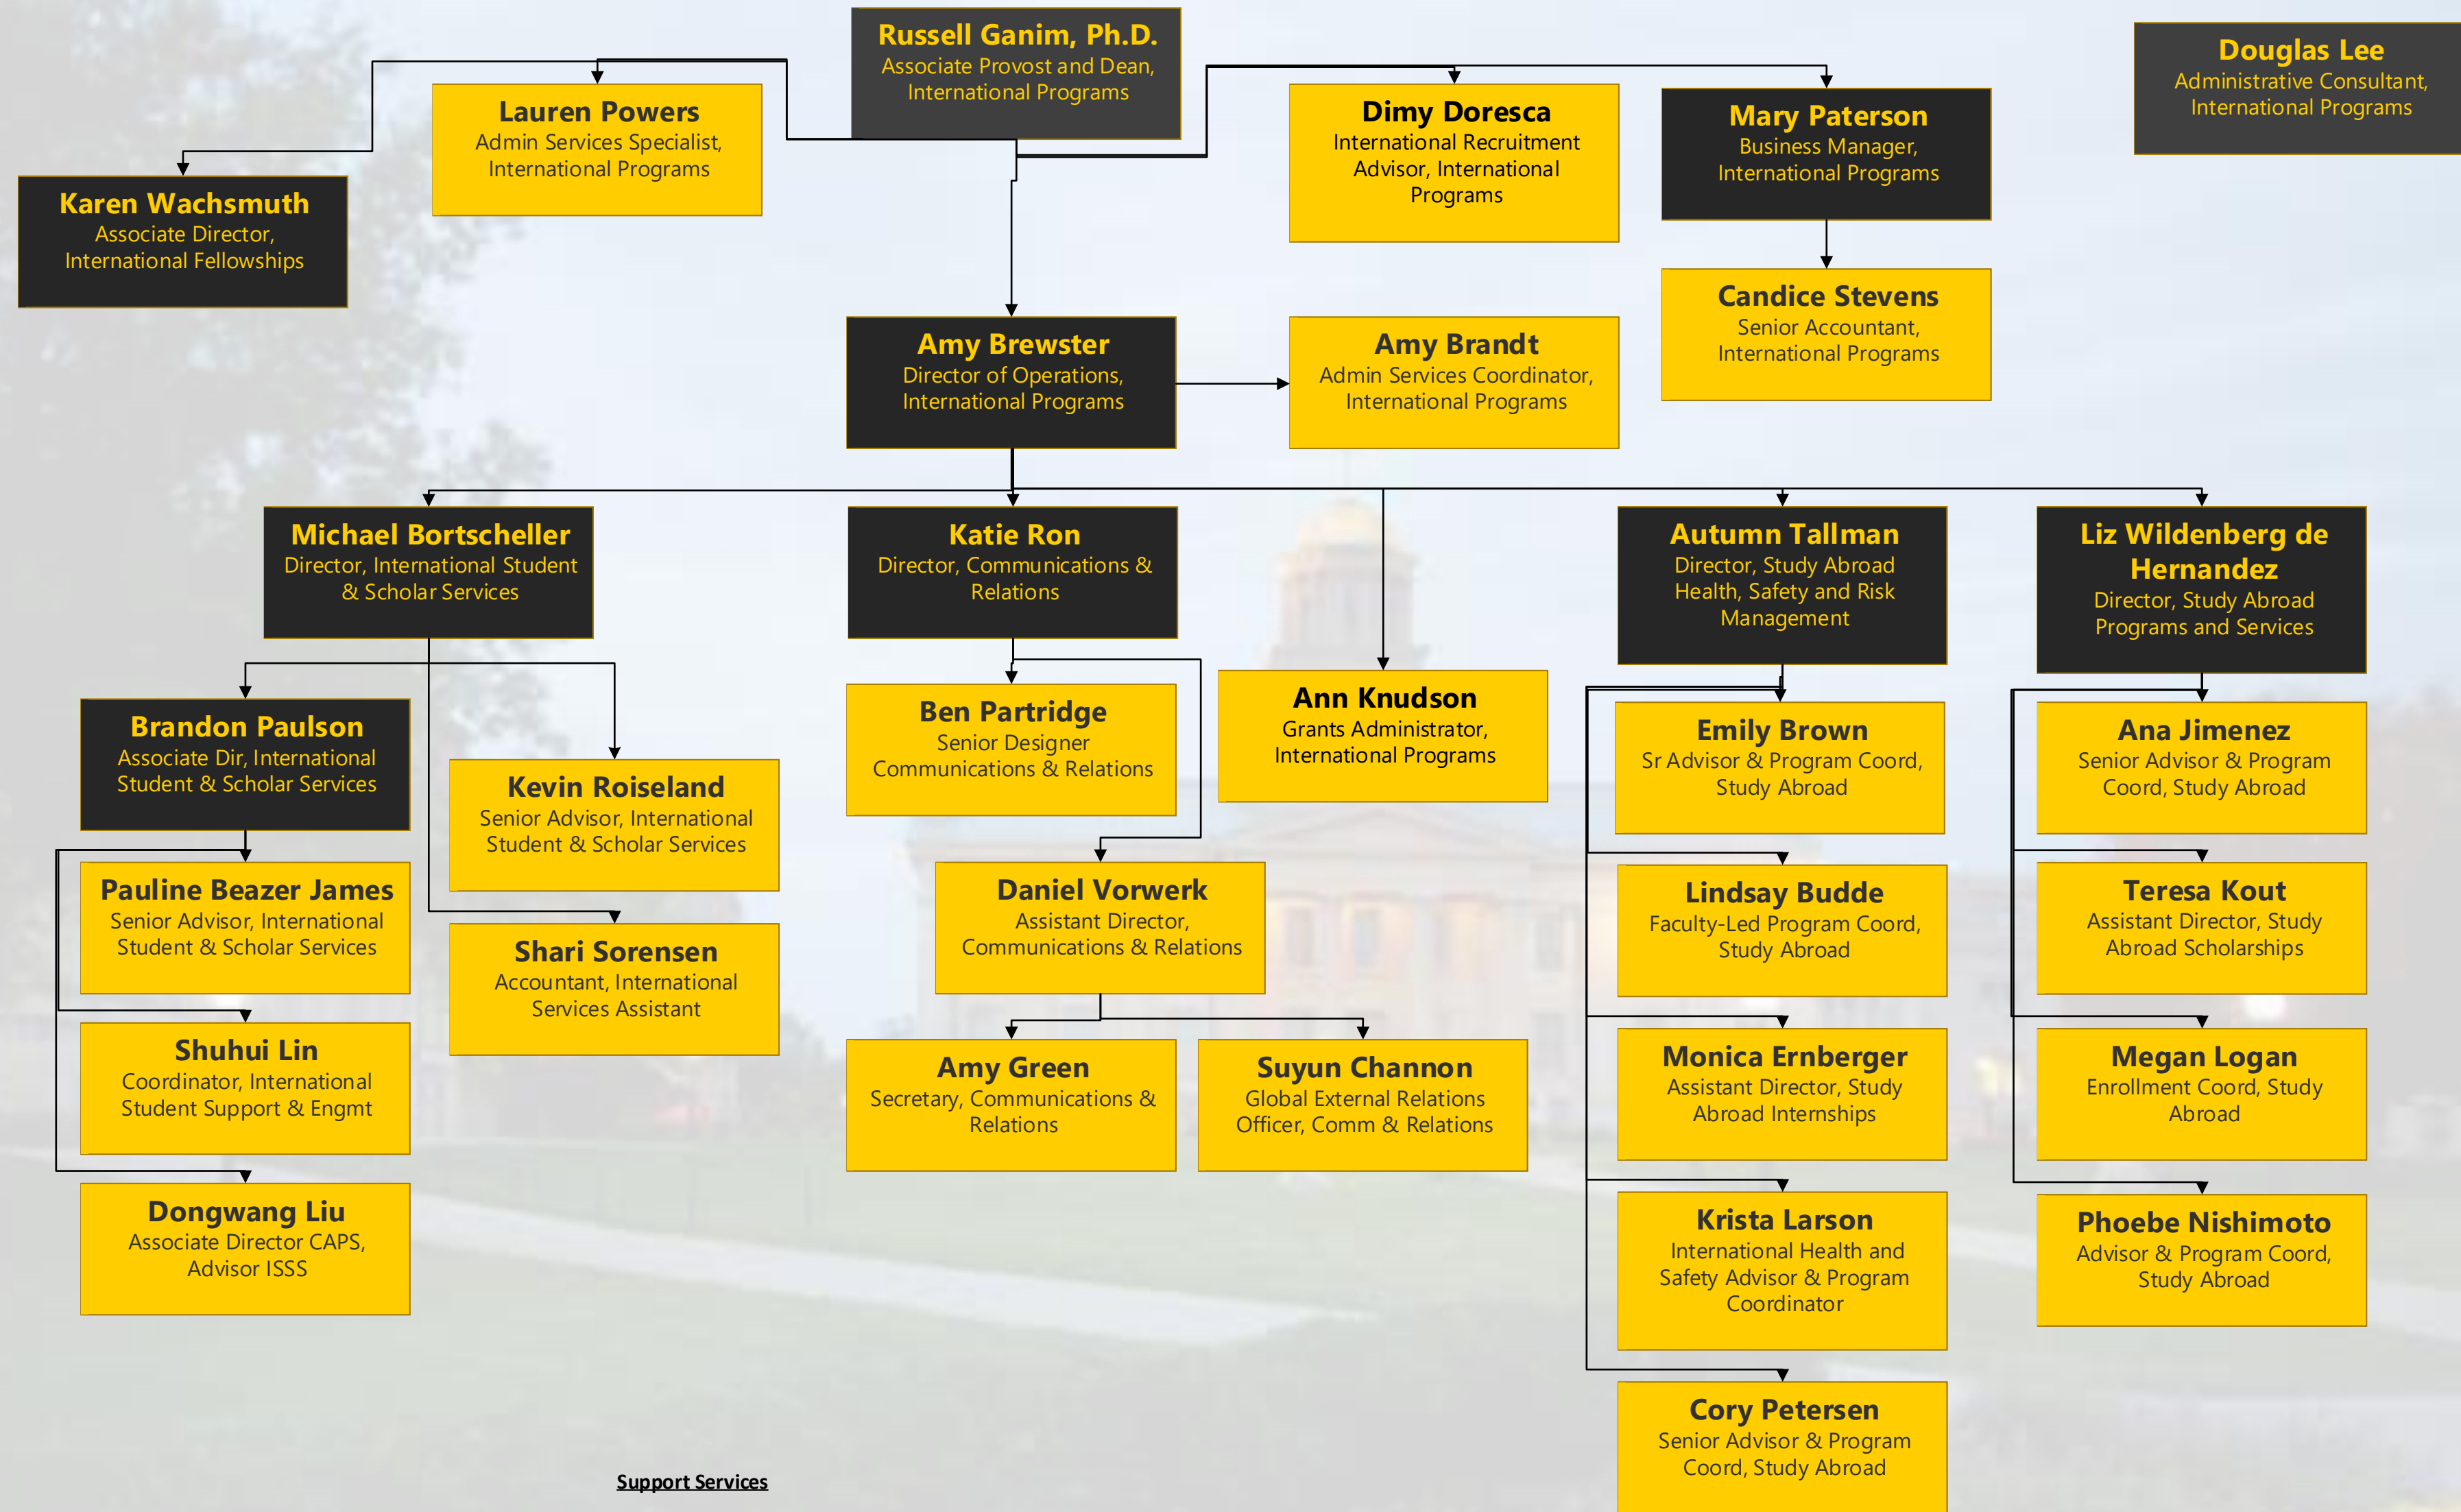 Russell Ganim, Ph.D.
Associate Provost and Dean,
International Programs
Douglas Lee
Administrative Consultant,
International Programs
Lauren Powers
Admin Services Specialist,
International Programs
Dimy Doresca
International Recruitment
Advisor, International
Programs
Mary Paterson
Business Manager,
International Programs
Karen Wachsmuth
Associate Director,
International Fellowships
Candice Stevens
Senior Accountant,
International Programs
Amy Brewster
Director of Operations,
International Programs
Amy Brandt
Admin Services Coordinator,
International Programs
Michael Bortscheller
Director, International Student
& Scholar Services
Katie Ron
Director, Communications &
Relations
Autumn Tallman
Director, Study Abroad
Health, Safety and Risk
Management
Liz Wildenberg de
Hernandez
Director, Study Abroad
Programs and Services
Brandon Paulson
Associate Dir, International
Student & Scholar Services
Kevin Roiseland
Senior Advisor, International
Student & Scholar Services
Ben Partridge
Senior Designer
Communications & Relations
Ann Knudson
Grants Administrator,
International Programs
Emily Brown
Sr Advisor & Program Coord,
Study Abroad
Ana Jimenez
Senior Advisor & Program
Coord, Study Abroad
Pauline Beazer James
Senior Advisor, International
Student & Scholar Services
Shari Sorensen
Accountant, International
Services Assistant
Daniel Vorwerk
Assistant Director,
Communications & Relations
Lindsay Budde
Faculty-Led Program Coord,
Study Abroad
Teresa Kout
Assistant Director, Study
Abroad Scholarships
Shuhui Lin
Coordinator, International
Student Support & Engmt
Amy Green
Secretary, Communications &
Relations
Suyun Channon
Global External Relations
Officer, Comm & Relations
Monica Ernberger
Assistant Director, Study
Abroad Internships
Megan Logan
Enrollment Coord, Study
Abroad
Dongwang Liu
Associate Director CAPS,
Advisor ISSS
Krista Larson
International Health and
Safety Advisor & Program
Coordinator
Phoebe Nishimoto
Advisor & Program Coord,
Study Abroad
Cory Petersen
Senior Advisor & Program
Coord, Study Abroad
Support Services